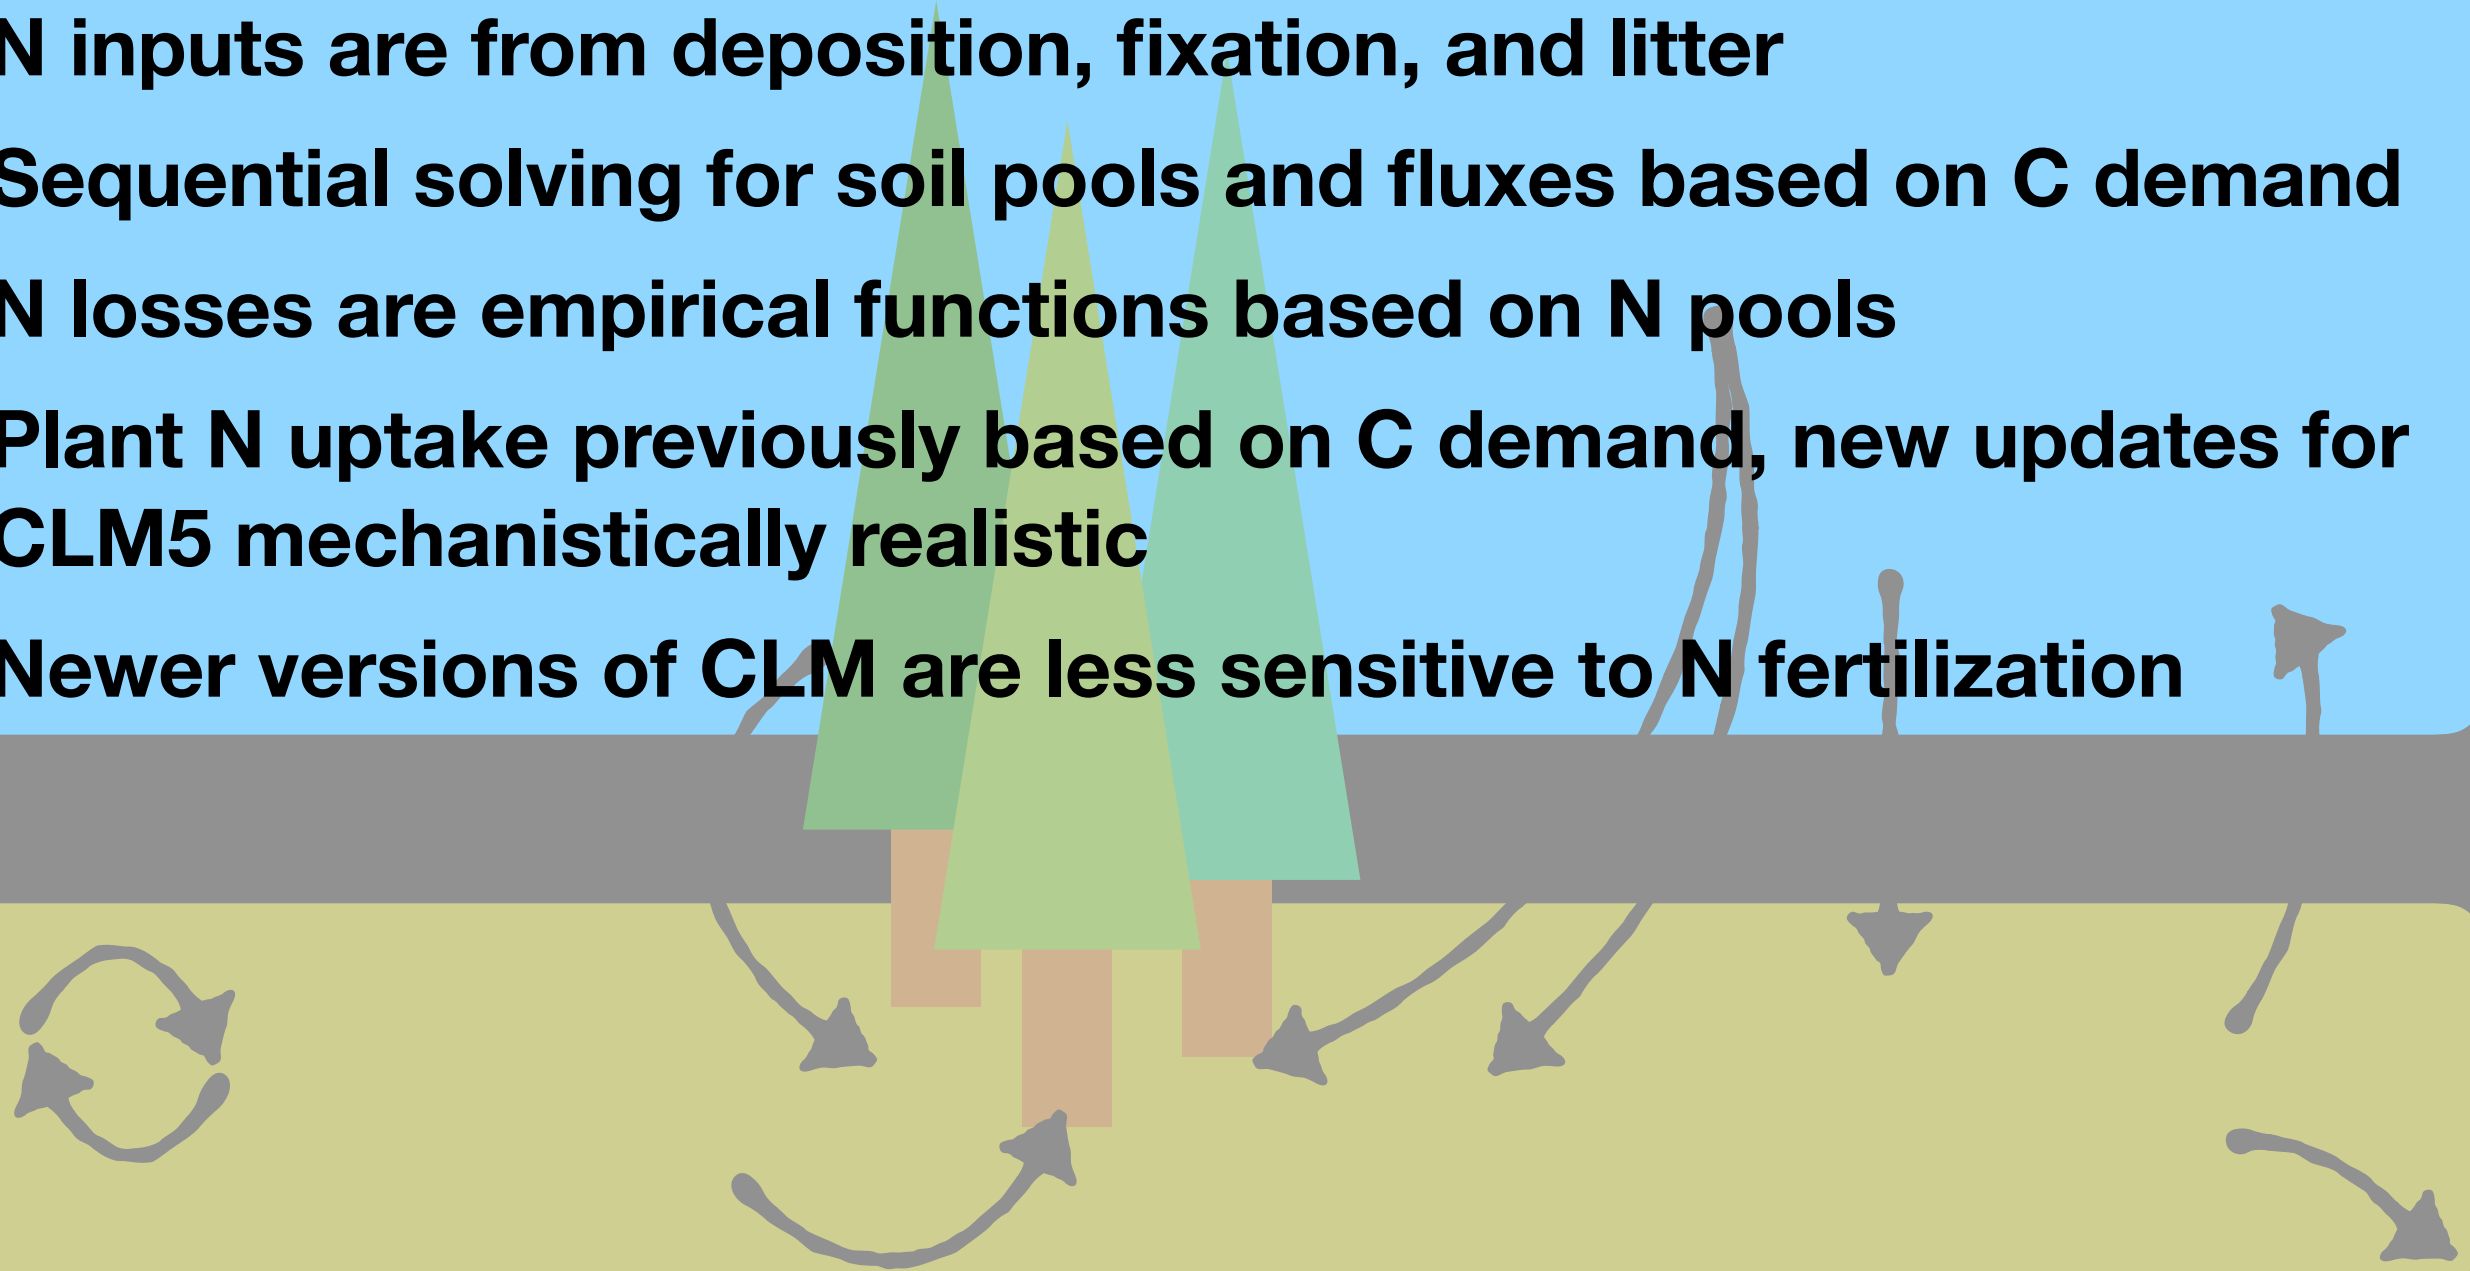 N inputs are from deposition, fixation, and litter
Sequential solving for soil pools and fluxes based on C demand
N losses are empirical functions based on N pools
Plant N uptake previously based on C demand, new updates for
CLM5 mechanistically realistic
Newer versions of CLM are less sensitive to N fertilization